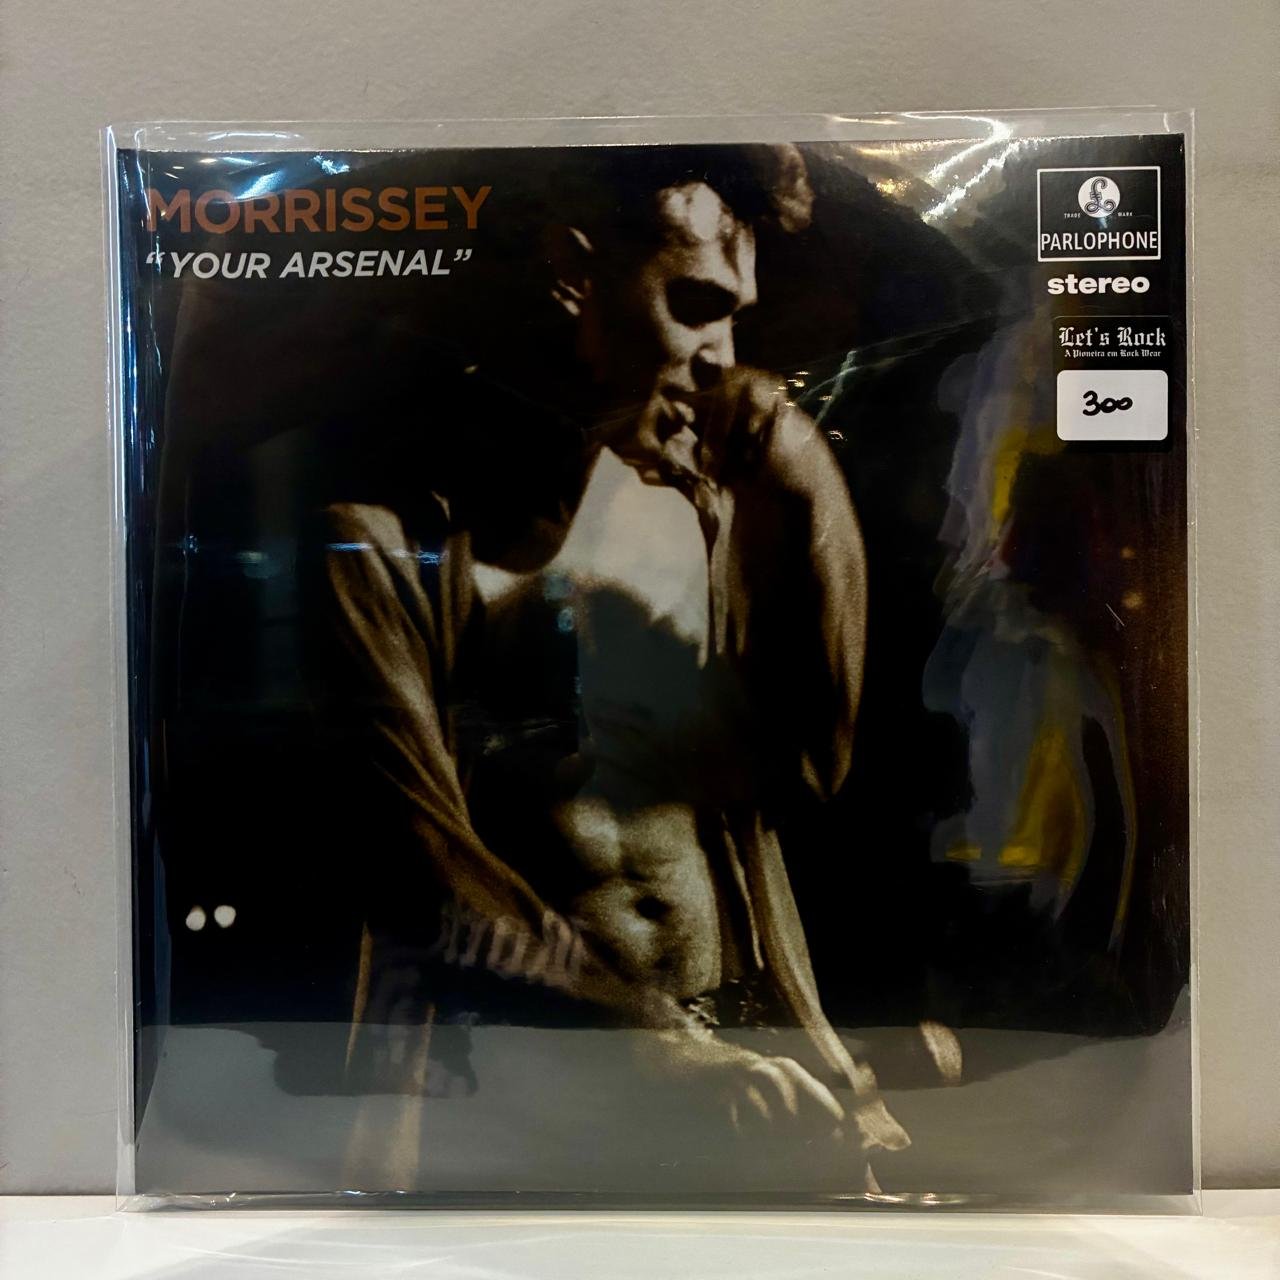 MORRISSEY
“YOUR ARSENAL”
£
TRADE MARK
PARLOPHONE
stereo
Let's Rock
A Pioneira em Rock Wear
300